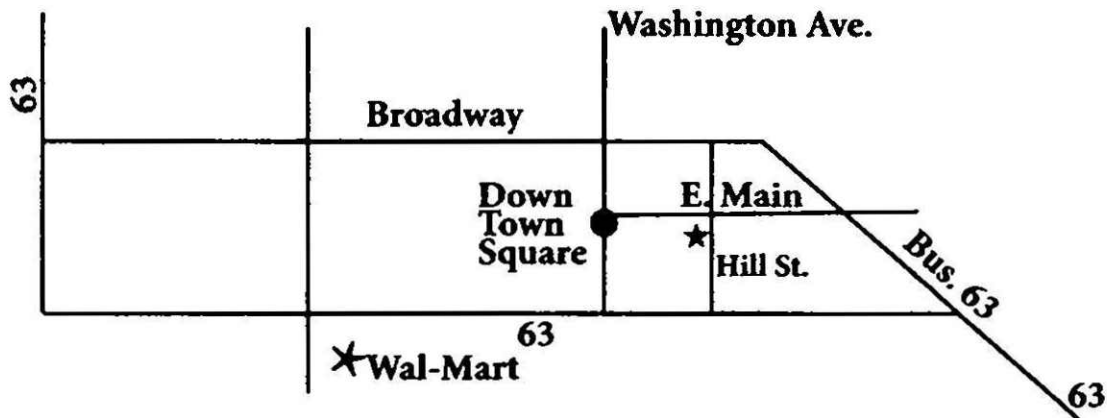 Washington Ave.
63
Broadway
Down
Town
Square
E. Main
Hill St.
Bus. 63
63
Wal-Mart
63